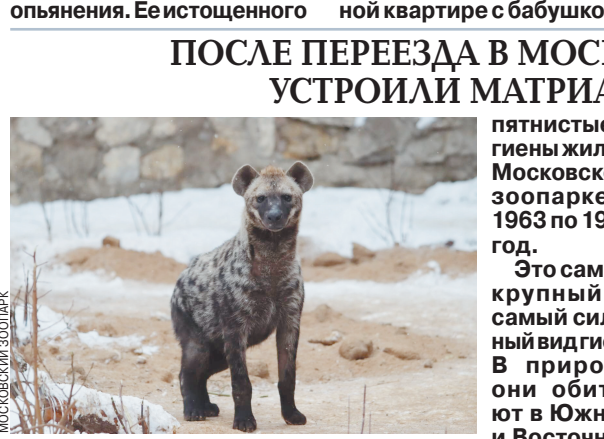 опьянения. Ее истощенного
ной квартире с бабушко
ПОСЛЕ ПЕРЕЕЗДА В МОС
УСТРОИЛИ МАТРИА
МОСКОВСКИЙ ЗООПАРК
пятнистые
гиены жил
Московск
зоопарке
1963 по 19
год.
Это сам
крупный
самый сил
ный вид гие
В приро
они обит
ют в Южн
и Восточн